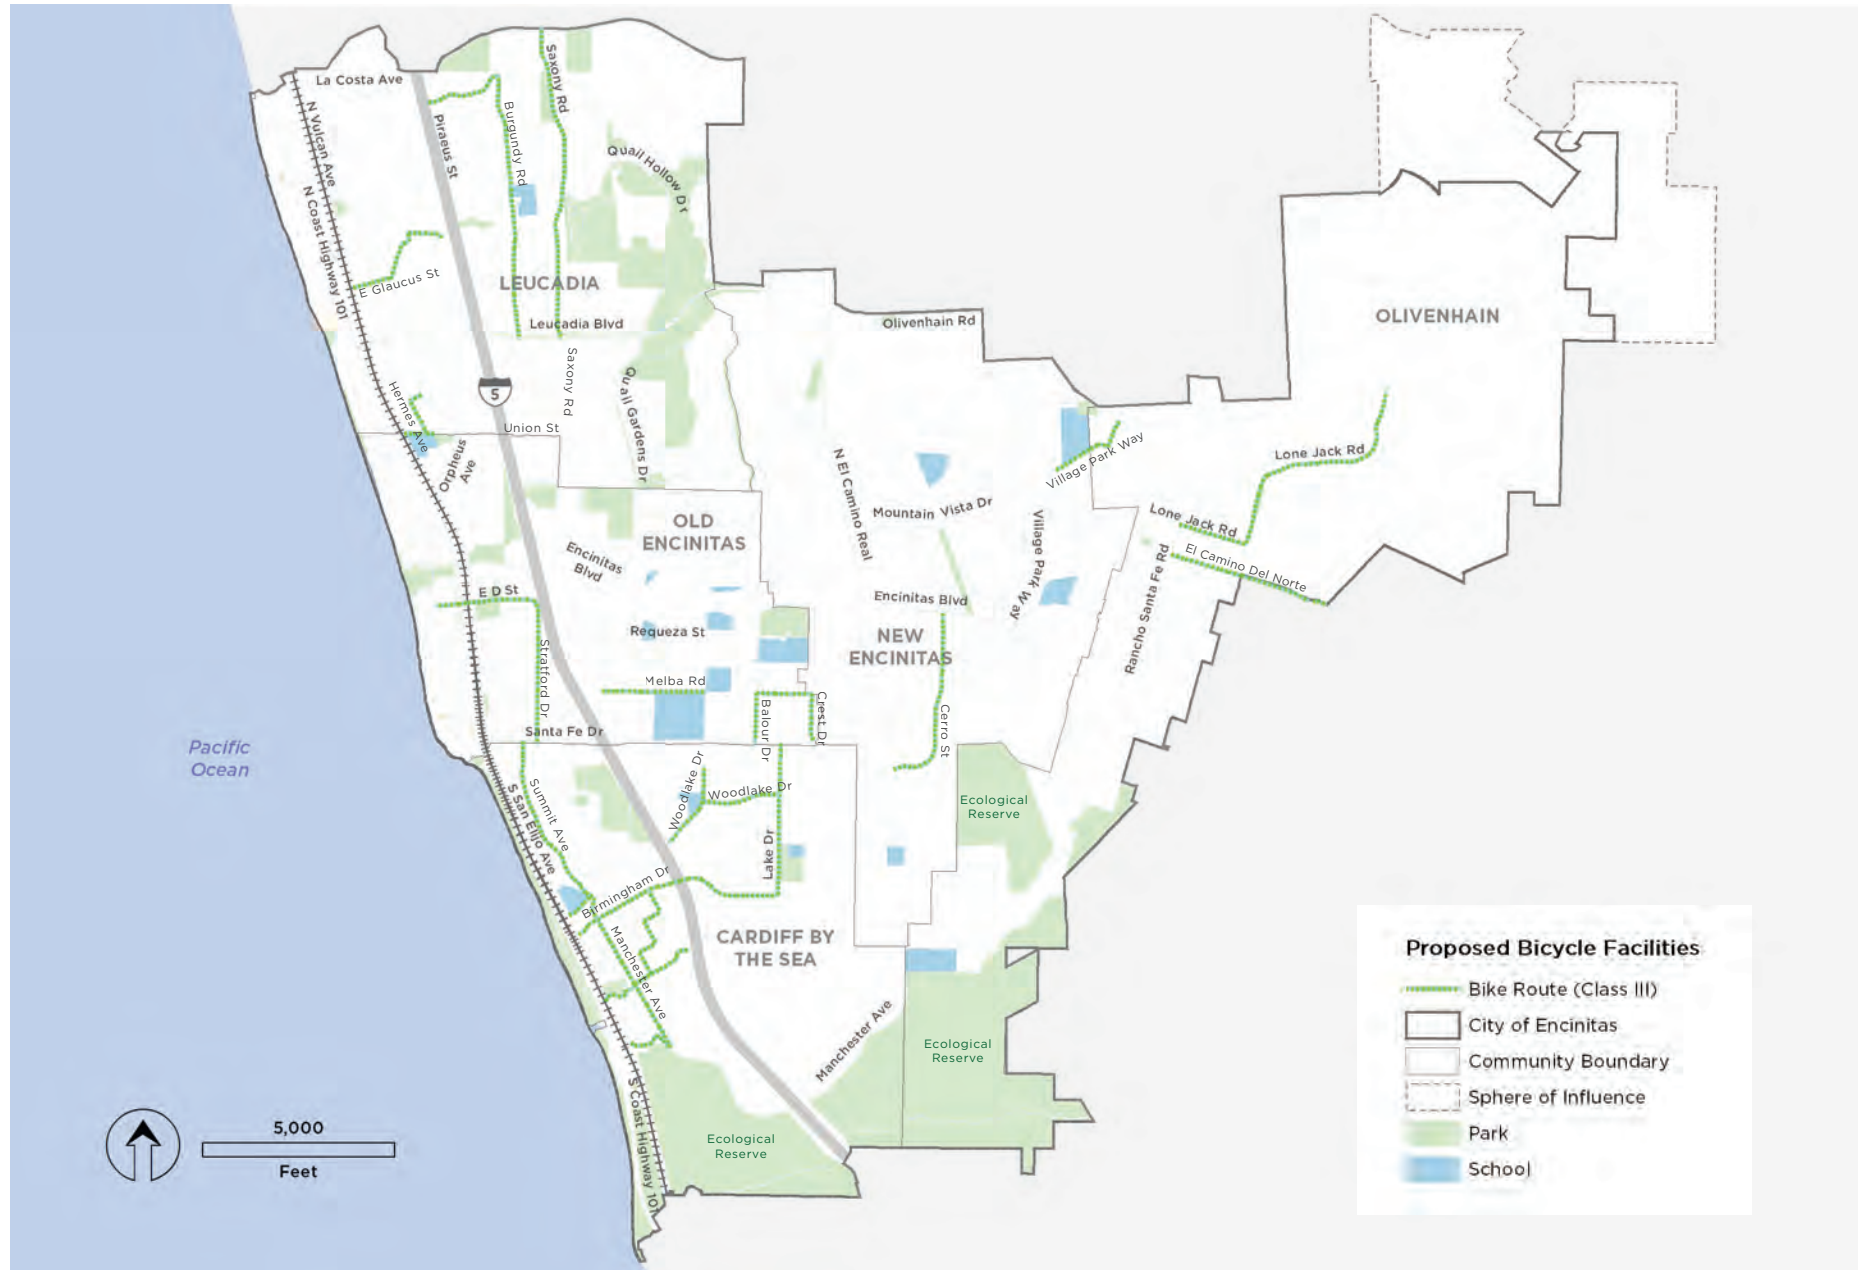 La Costa Ave
Saxony Rd
N Vulcan Ave
Piraeus St
Burgundy Rd
Quail Hollow Dr
N Coast Highway 101
E Glaucus St
LEUCADIA
Leucadia Blvd
Olivenhain Rd
OLIVENHAIN
Saxony Rd
Quail Gardens Dr
Hermes Ave
5
Union St
Orpheus
Ave
N El Camino Real
Village Park Way
Lone Jack Rd
Mountain Vista Dr
OLD
ENCINITAS
Encinitas
Blvd
Village Park Way
Lone Jack Rd
El Camino Del Norte
Rancho Santa Fe Rd
E D St
Encinitas Blvd
Requeza St
NEW
ENCINITAS
Stratford Dr
Melba Rd
Balour Dr
Crest Dr
Cerro St
Santa Fe Dr
Pacific
Ocean
S San Elijo Ave
Summit Ave
Woodlake Dr
Woodlake Dr
Lake Dr
Ecological
Reserve
Birmingham Dr
Manchester Ave
CARDIFF BY
THE SEA
Manchester Ave
Ecological
Reserve
Ecological
Reserve
S Coast Highway 101
5,000
Feet
Proposed Bicycle Facilities
Bike Route (Class III)
City of Encinitas
Community Boundary
Sphere of Influence
Park
School